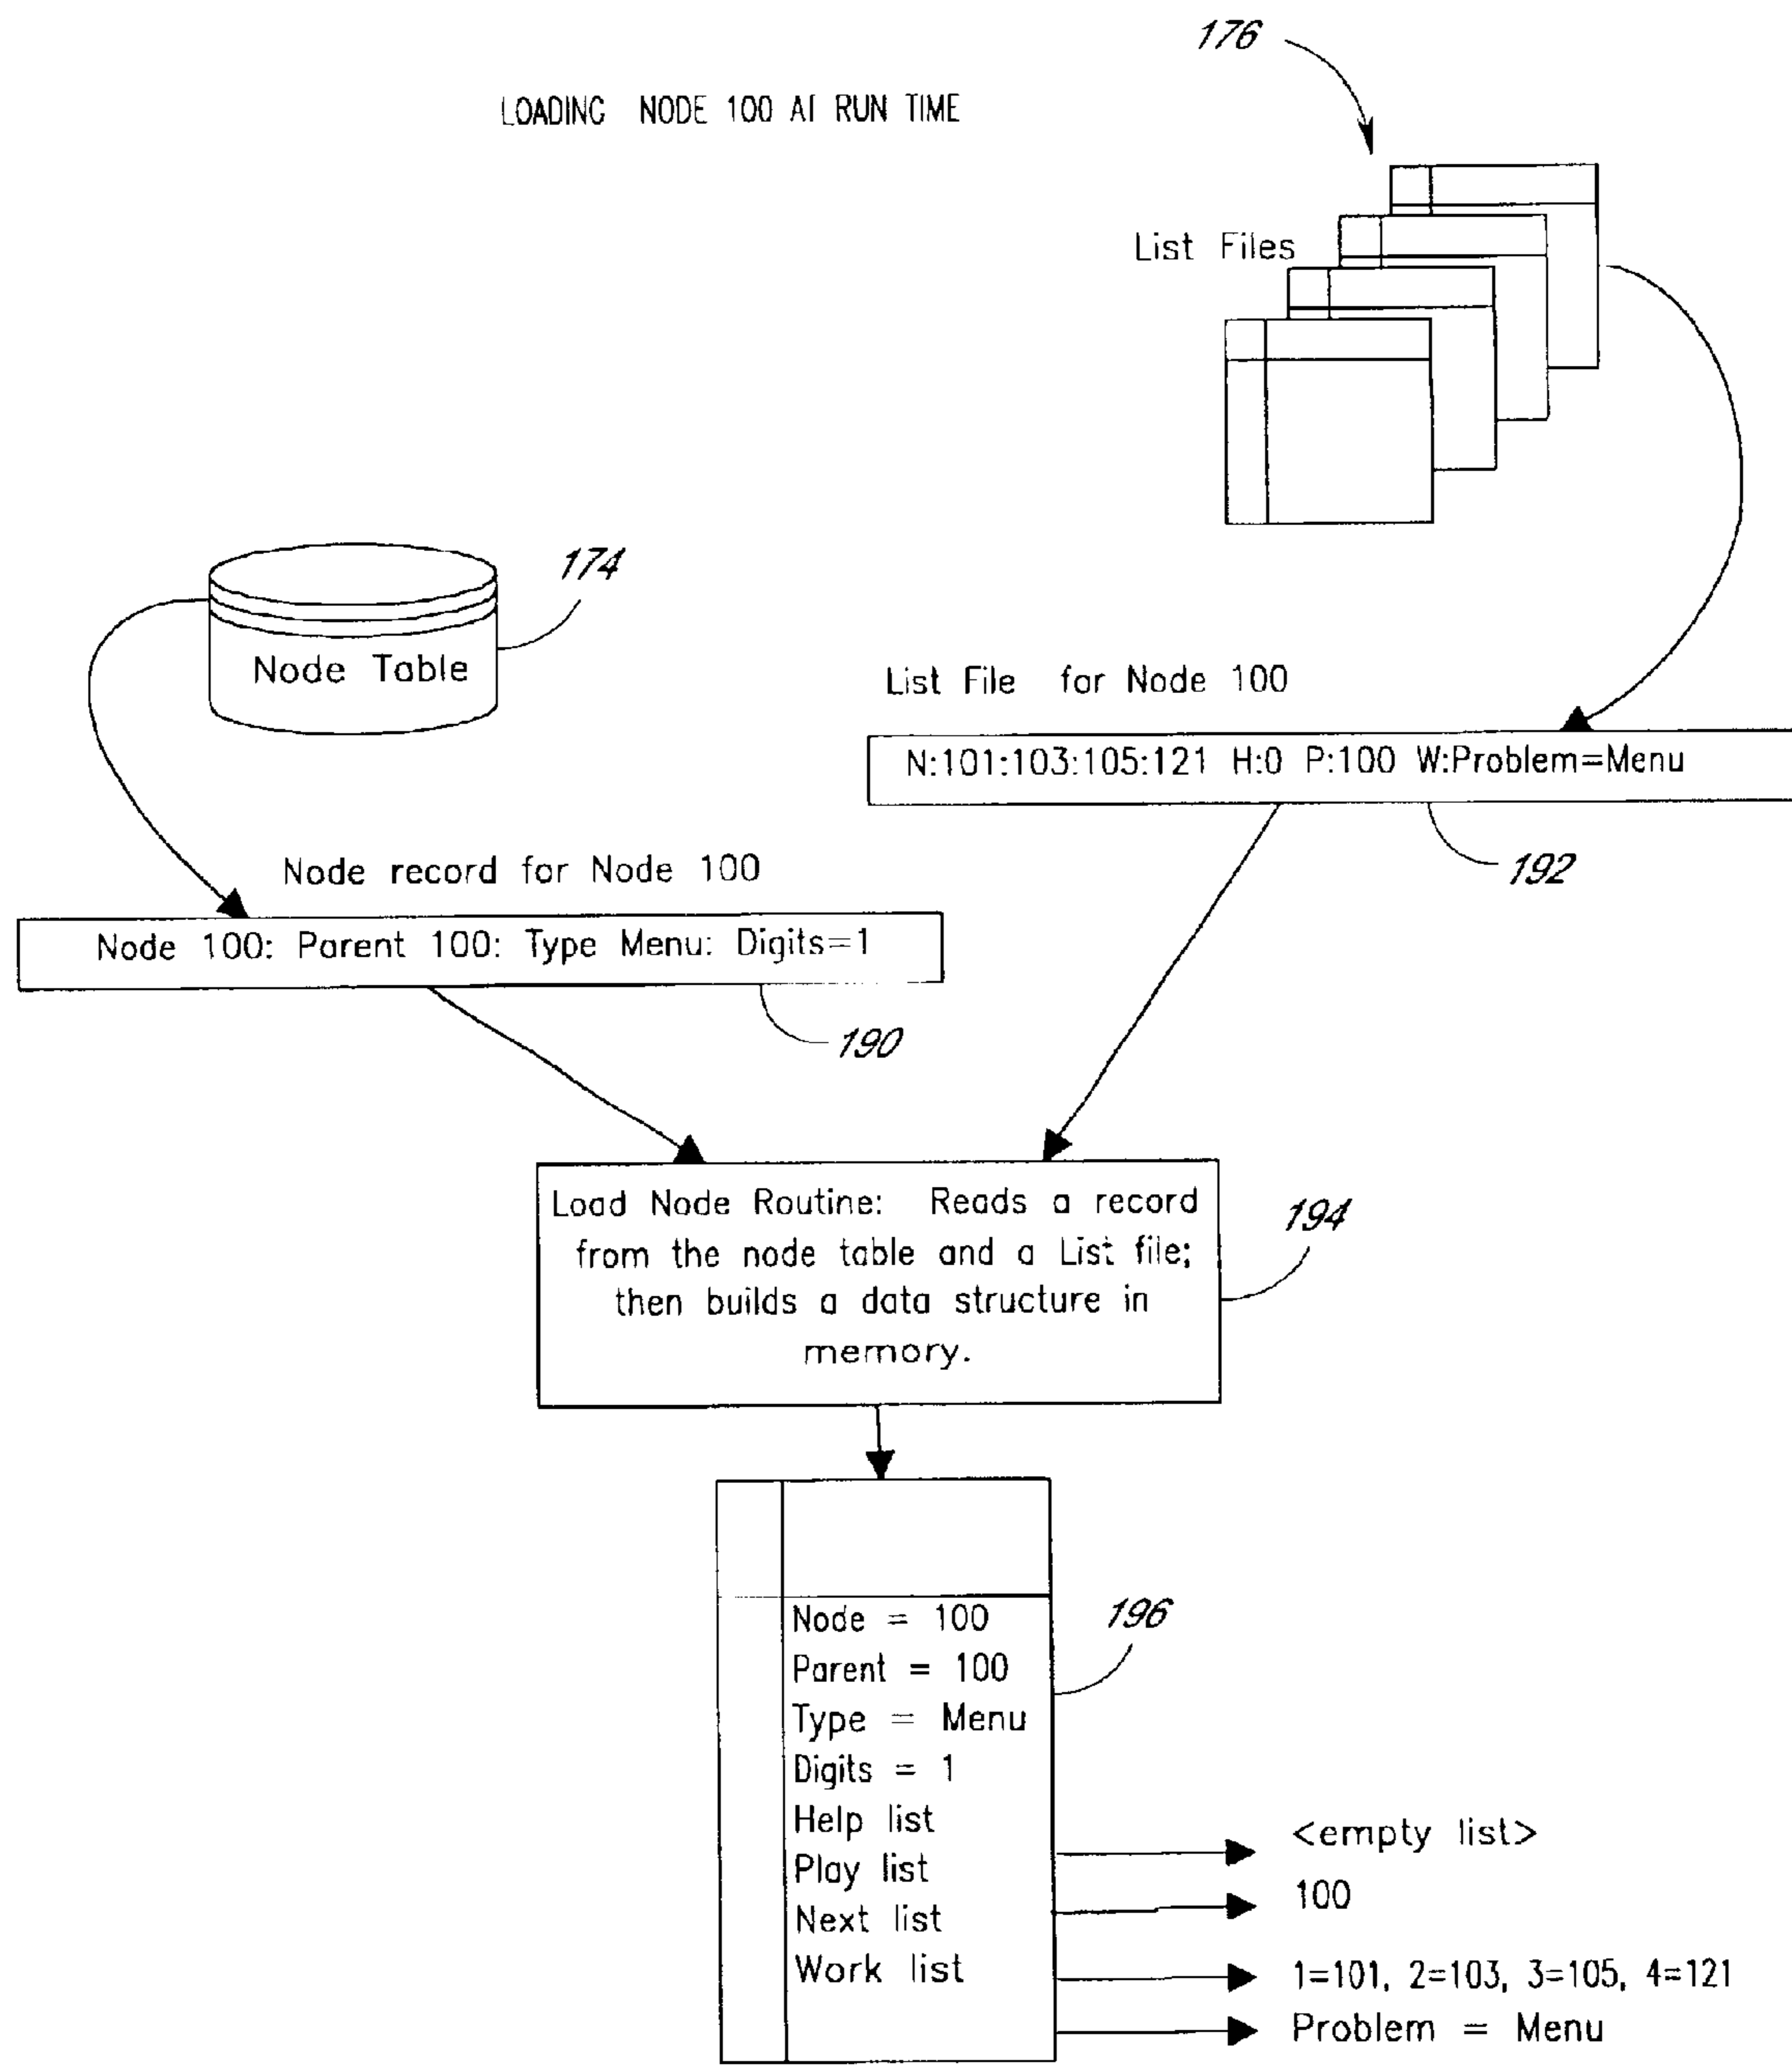 176
LOADING NODE 100 AT RUN TIME
List Files
174
Node Table
List File for Node 100
N:101:103:105:121 H:0 P:100 W:Problem=Menu
192
Node record for Node 100
Node 100: Parent 100: Type Menu: Digits=1
190
Load Node Routine: Reads a record
from the node table and a List file;
then builds a data structure in
memory.
194
Node = 100
196
Parent = 100
Type = Menu
Digits = 1
Help list
<empty list>
Play list
100
Next list
Work list
1=101, 2=103, 3=105, 4=121
Problem = Menu